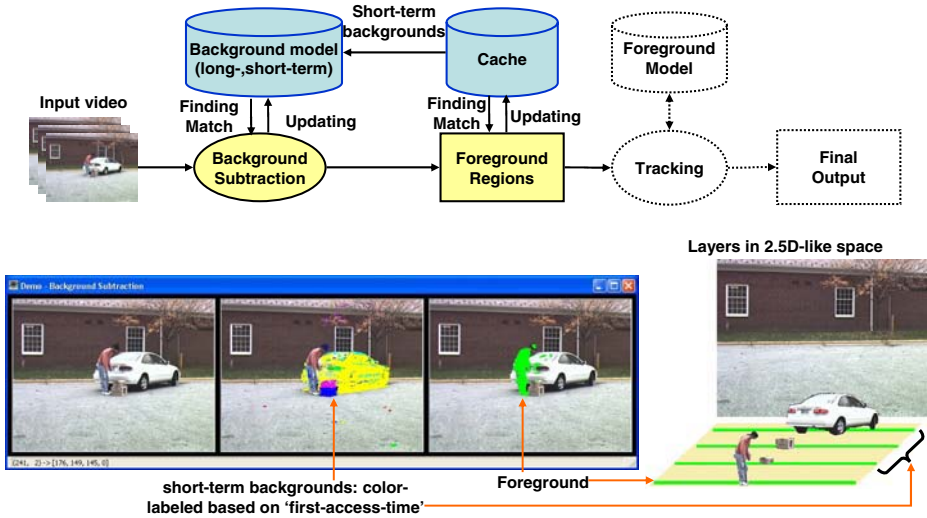 Short-term
backgrounds
Background model
(long-,short-term)
Cache
Foreground
Model
Input video
Finding
Match
Updating
Finding
Match
Updating
Background
Subtraction
Foreground
Regions
Tracking
Final
Output
Layers in 2.5D-like space
Demo - Background Subtraction
(241, 2)->[176, 149, 145, 0]
short-term backgrounds: color-
labeled based on ‘first-access-time’
Foreground